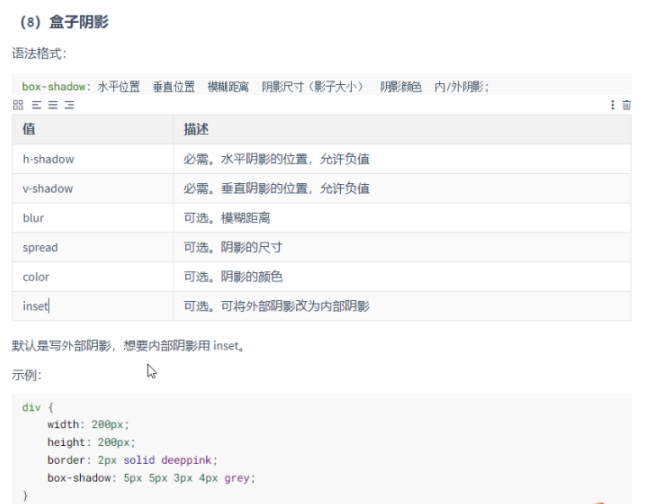 （8）盒子阴影
语法格式：
box-shadow: 水平位置 垂直位置 模糊距离 阴影尺寸（影子大小） 阴影颜色 内/外阴影;
值 描述
h-shadow 必需。水平阴影的位置，允许负值
v-shadow 必需。垂直阴影的位置，允许负值
blur 可选。模糊距离
spread 可选。阴影的尺寸
color 可选。阴影的颜色
inset 可选。可将外部阴影改为内部阴影
默认是写外部阴影，想要内部阴影用 inset。
示例：
div {
width: 200px;
height: 200px;
border: 2px solid deeppink;
box-shadow: 5px 5px 3px 4px grey;
}